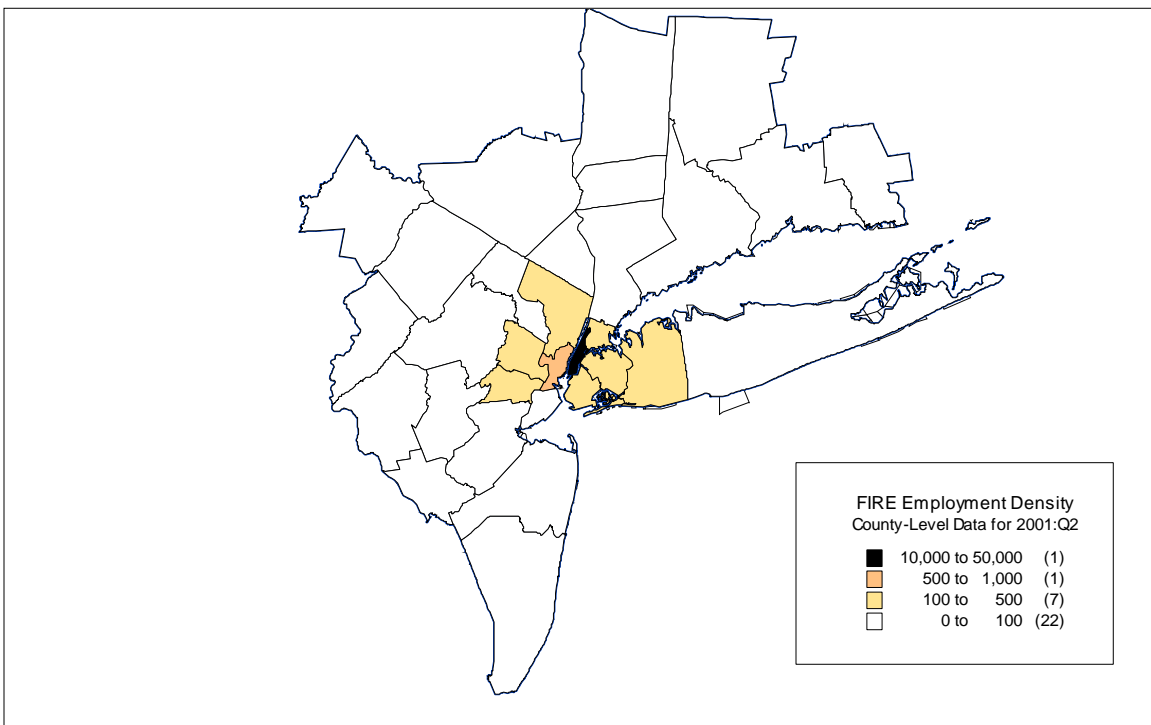 FIRE Employment Density
County-Level Data for 2001:Q2
10,000 to 50,000 (1)
500 to 1,000 (1)
100 to 500 (7)
0 to 100 (22)